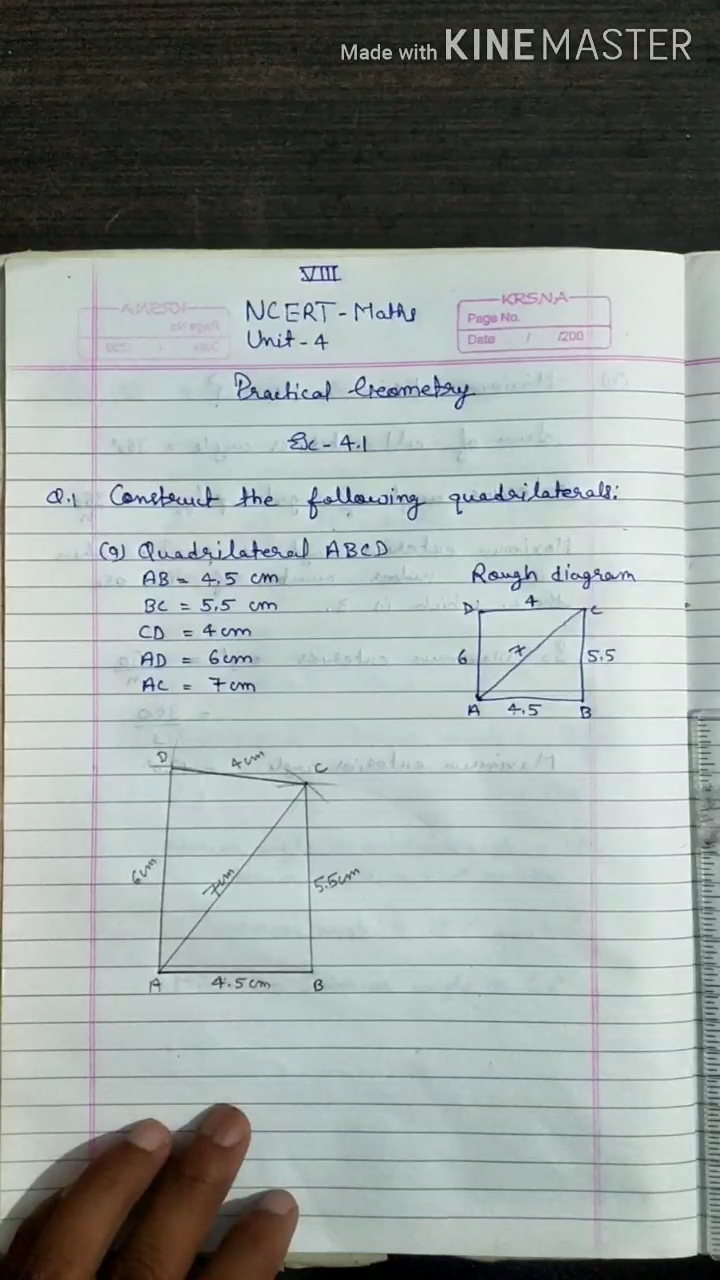 Made with KINEMASTER
VIII
NCERT-Maths
Unit-4
KRSNA
Page No.
Date / /200
Practical Geometry
Ex-4.1
Q.1 Construct the following quadrilaterals:
(i) Quadrilateral ABCD
AB = 4.5 cm
BC = 5.5 cm
CD = 4 cm
AD = 6 cm
AC = 7 cm
Rough diagram
D 4 C
6 7 5.5
A 4.5 B
D 4cm C
6cm 7cm 5.5cm
A 4.5cm B